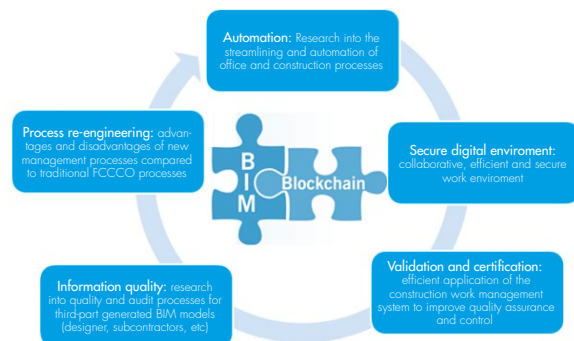 Automation: Research into the
streamlining and automation of
office and construction processes
Process re-engineering: advan-
tages and disadvantages of new
management processes compared
to traditional FCCCO processes
B
I
M
Blockchain
Secure digital enviroment:
collaborative, efficient and secure
work enviroment
Information quality: research
into quality and audit processes for
third-part generated BIM models
(designer, subcontractors, etc)
Validation and certification:
efficient application of the
construction work management
system to improve quality assurance
and control